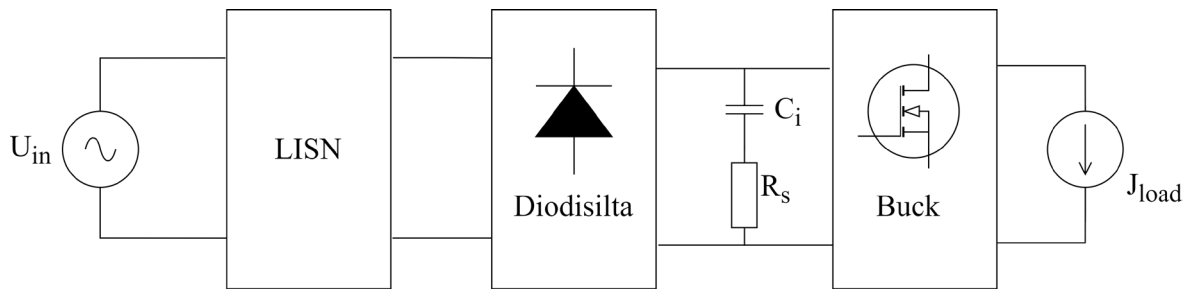 U_in
LISN
Diodisilta
C_i
R_s
Buck
J_load